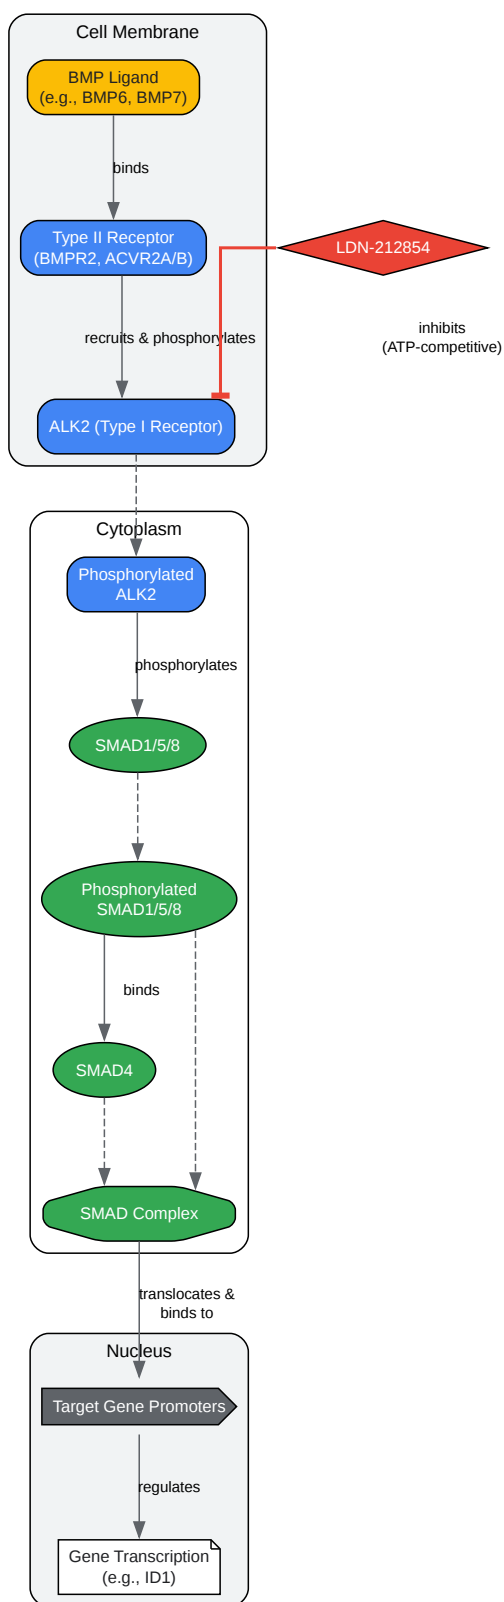 Cell Membrane
BMP Ligand
(e.g., BMP6, BMP7)
binds
Type II Receptor
(BMPR2, ACVR2A/B)
LDN-212854
recruits & phosphorylates
inhibits
(ATP-competitive)
ALK2 (Type I Receptor)
Cytoplasm
Phosphorylated
ALK2
phosphorylates
SMAD1/5/8
Phosphorylated
SMAD1/5/8
binds
SMAD4
SMAD Complex
translocates &
binds to
Nucleus
Target Gene Promoters
regulates
Gene Transcription
(e.g., ID1)